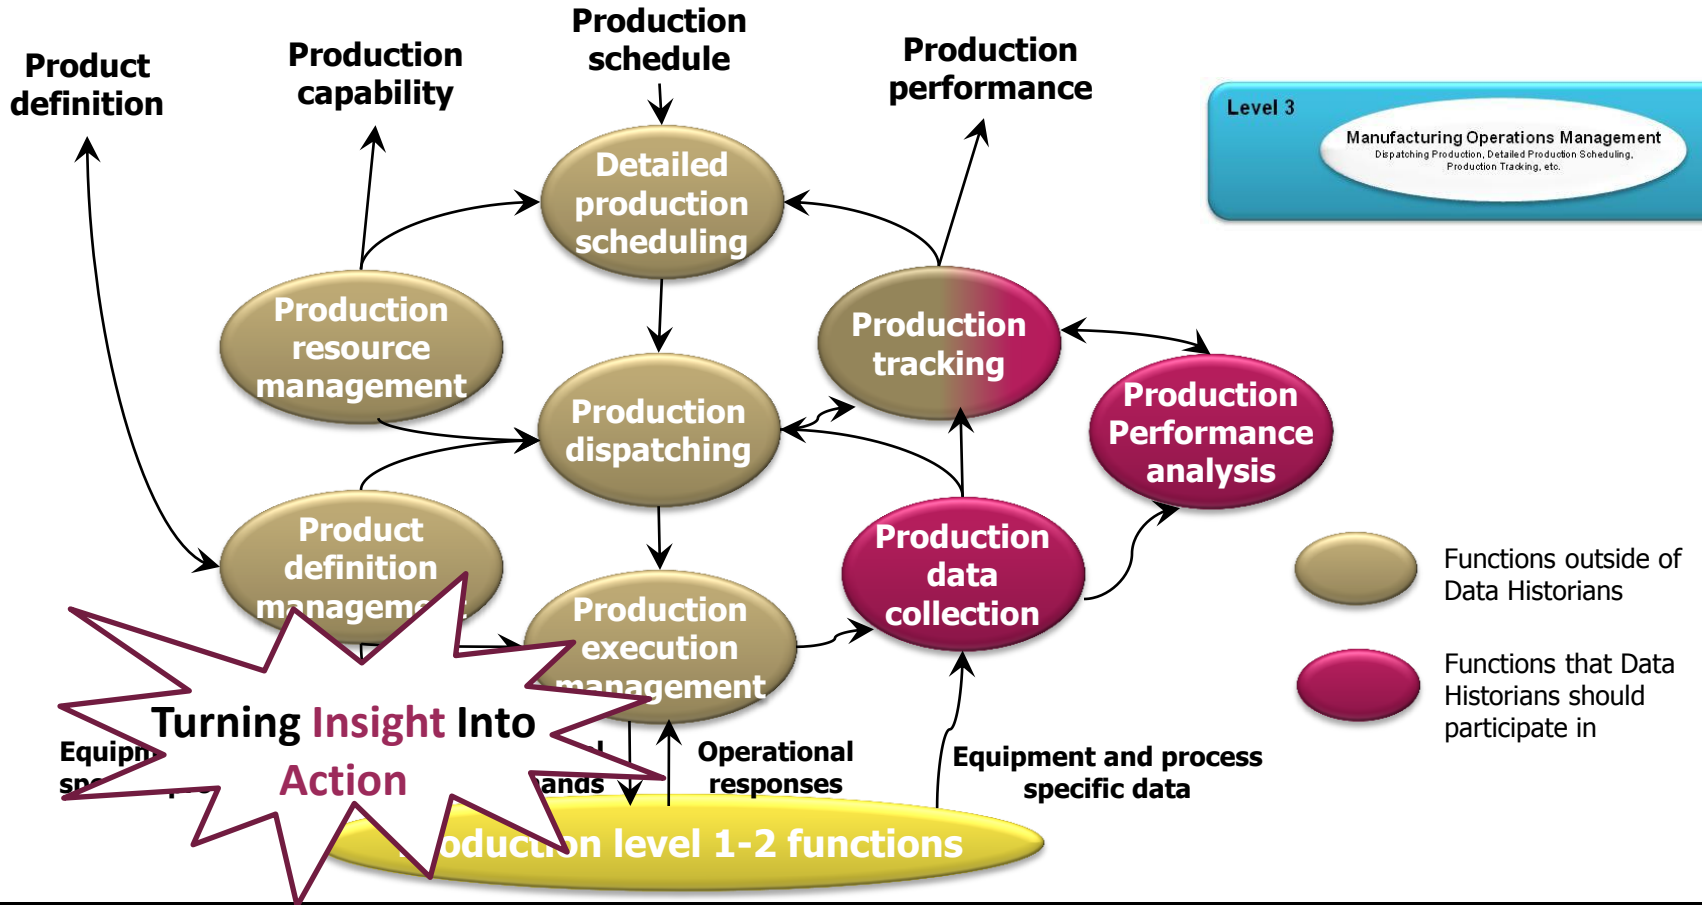 Product
definition
Production
capability
Production
schedule
Production
performance
Level 3
Manufacturing Operations Management
Dispatching Production, Detailed Production Scheduling,
Production Tracking, etc.
Detailed
production
scheduling
Production
resource
management
Production
tracking
Production
dispatching
Production
Performance
analysis
Product
definition
management
Production
data
collection
Production
execution
management
Functions outside of
Data Historians
Functions that Data
Historians should
participate in
Turning Insight Into
Action
Operational
responses
Equipment and process
specific data
Production level 1-2 functions